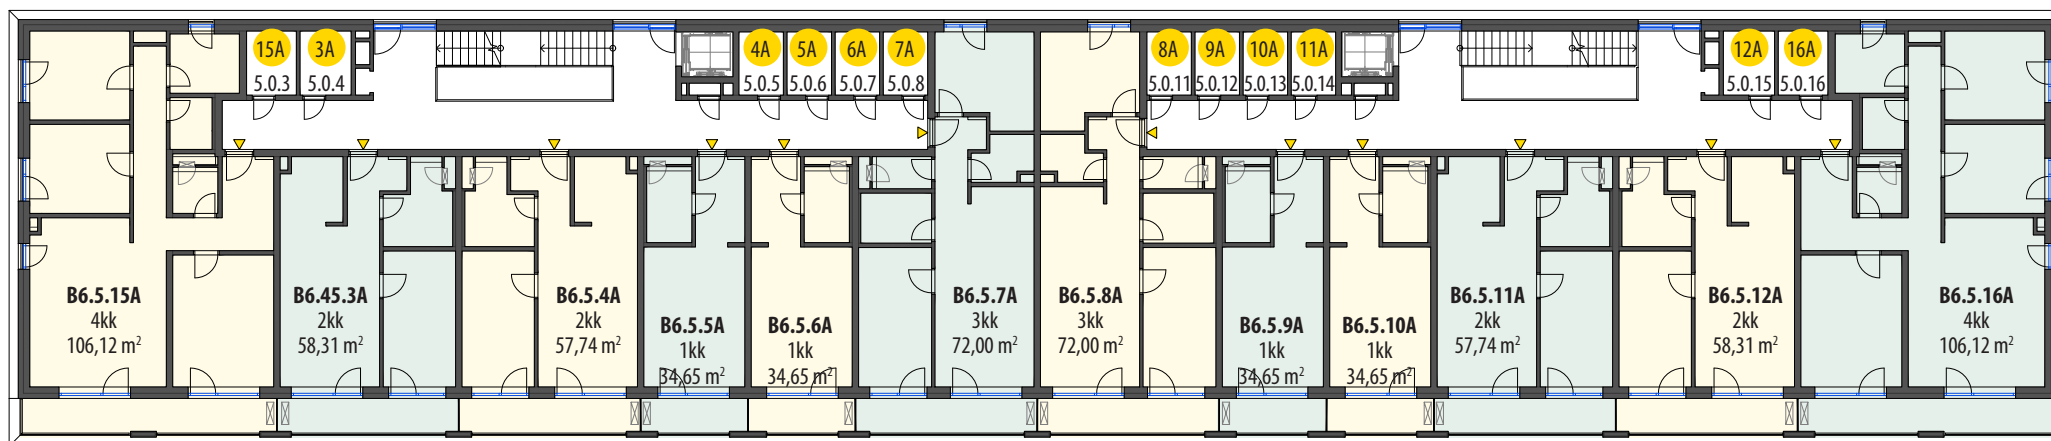 15A
3A
4A
5A
6A
7A
8A
9A
10A
11A
12A
16A
5.0.3
5.0.4
5.0.5
5.0.6
5.0.7
5.0.8
5.0.11
5.0.12
5.0.13
5.0.14
5.0.15
5.0.16
B6.5.15A
4kk
106,12 m²
B6.45.3A
2kk
58,31 m²
B6.5.4A
2kk
57,74 m²
B6.5.5A
1kk
34,65 m²
B6.5.6A
1kk
34,65 m²
B6.5.7A
3kk
72,00 m²
B6.5.8A
3kk
72,00 m²
B6.5.9A
1kk
34,65 m²
B6.5.10A
1kk
34,65 m²
B6.5.11A
2kk
57,74 m²
B6.5.12A
2kk
58,31 m²
B6.5.16A
4kk
106,12 m²